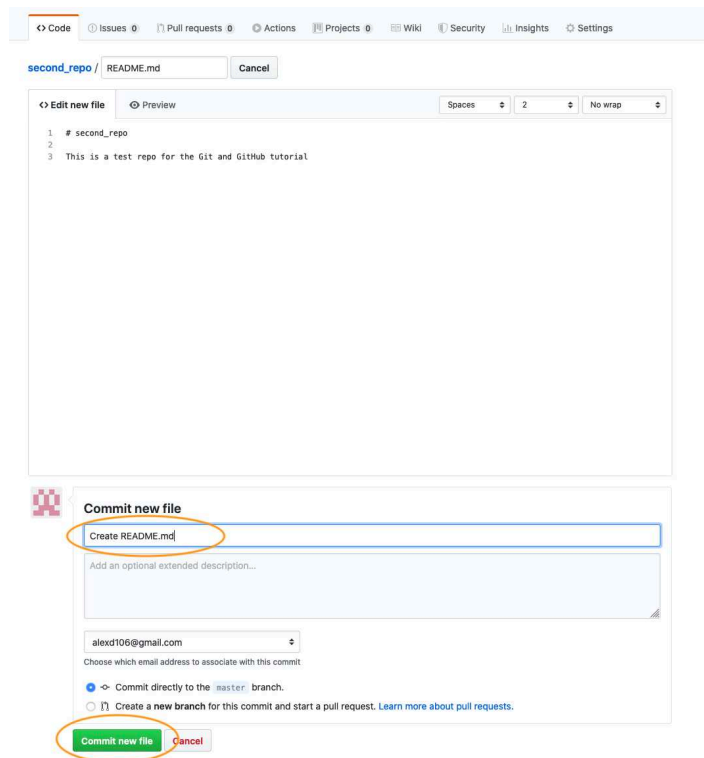 Code Issues 0 Pull requests 0 Actions Projects 0 Wiki Security Insights Settings
second_repo / README.md Cancel
Edit new file Preview Spaces 2 No wrap
1 # second_repo
2
3 This is a test repo for the Git and GitHub tutorial
Commit new file
Create README.md
Add an optional extended description...
alexd106@gmail.com
Choose which email address to associate with this commit
Commit directly to the master branch.
Create a new branch for this commit and start a pull request. Learn more about pull requests.
Commit new file Cancel